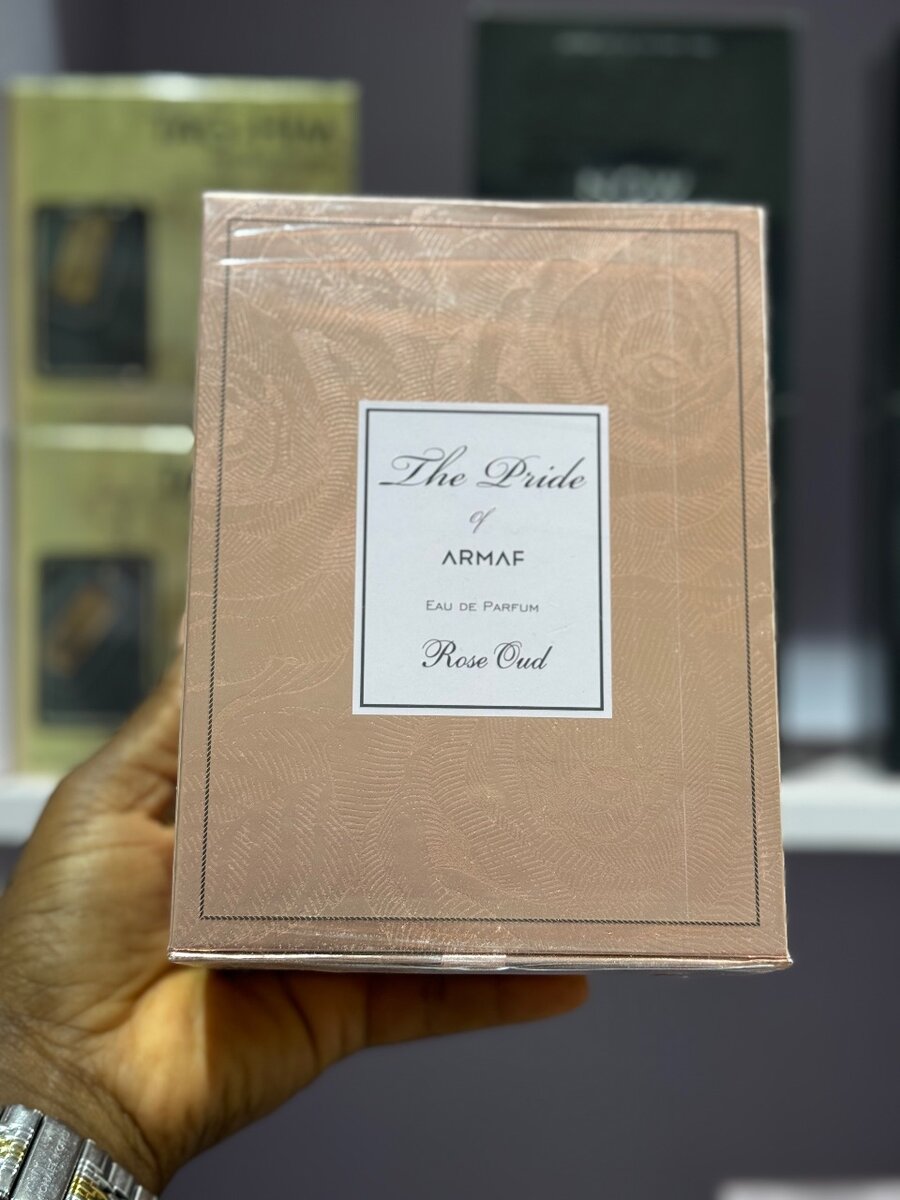 The Pride
of
ARMAF
EAU DE PARFUM
Rose Oud